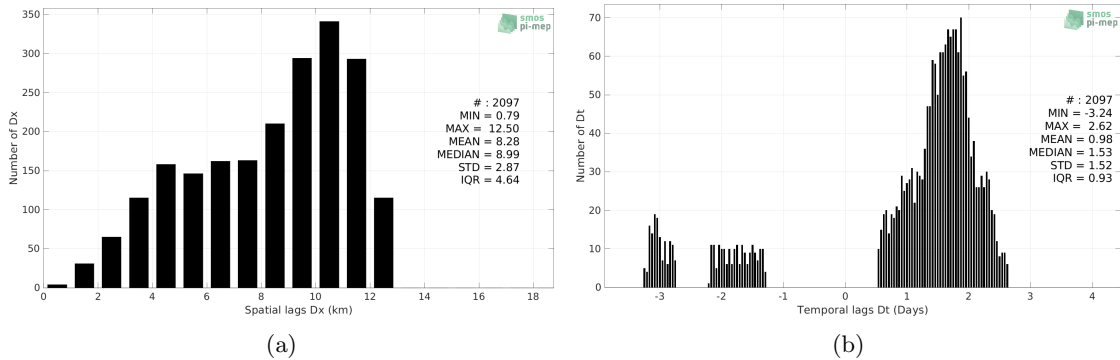 smos
pi-mep
350
300
250
200
150
100
50
0
Number of Dx
# : 2097
MIN = 0.79
MAX = 12.50
MEAN = 8.28
MEDIAN = 8.99
STD = 2.87
IQR = 4.64
0 2 4 6 8 10 12 14 16 18
Spatial lags Dx (km)
(a)
smos
pi-mep
70
60
50
40
30
20
10
0
Number of Dt
# : 2097
MIN = -3.24
MAX = 2.62
MEAN = 0.98
MEDIAN = 1.53
STD = 1.52
IQR = 0.93
-3 -2 -1 0 1 2 3 4
Temporal lags Dt (Days)
(b)